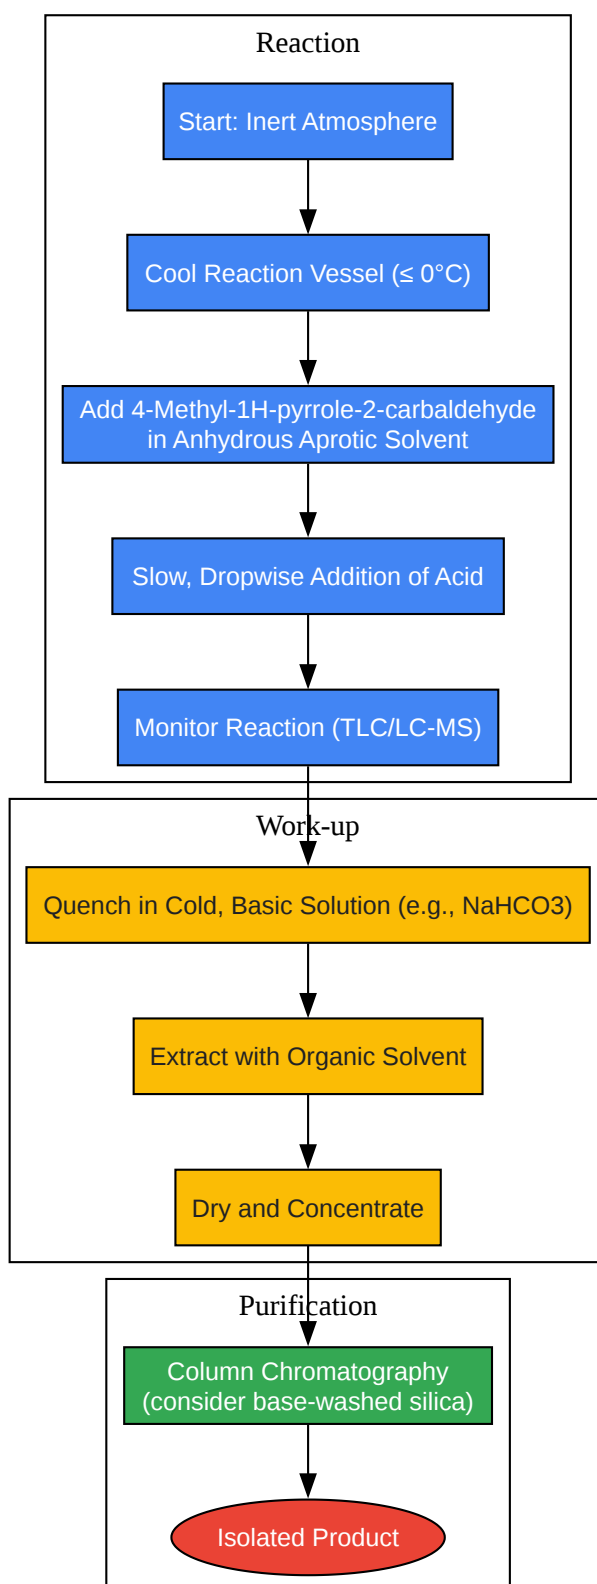 Reaction
Start: Inert Atmosphere
Cool Reaction Vessel (≤ 0°C)
Add 4-Methyl-1H-pyrrole-2-carbaldehyde
in Anhydrous Aprotic Solvent
Slow, Dropwise Addition of Acid
Monitor Reaction (TLC/LC-MS)
Work-up
Quench in Cold, Basic Solution (e.g., NaHCO3)
Extract with Organic Solvent
Dry and Concentrate
Purification
Column Chromatography
(consider base-washed silica)
Isolated Product